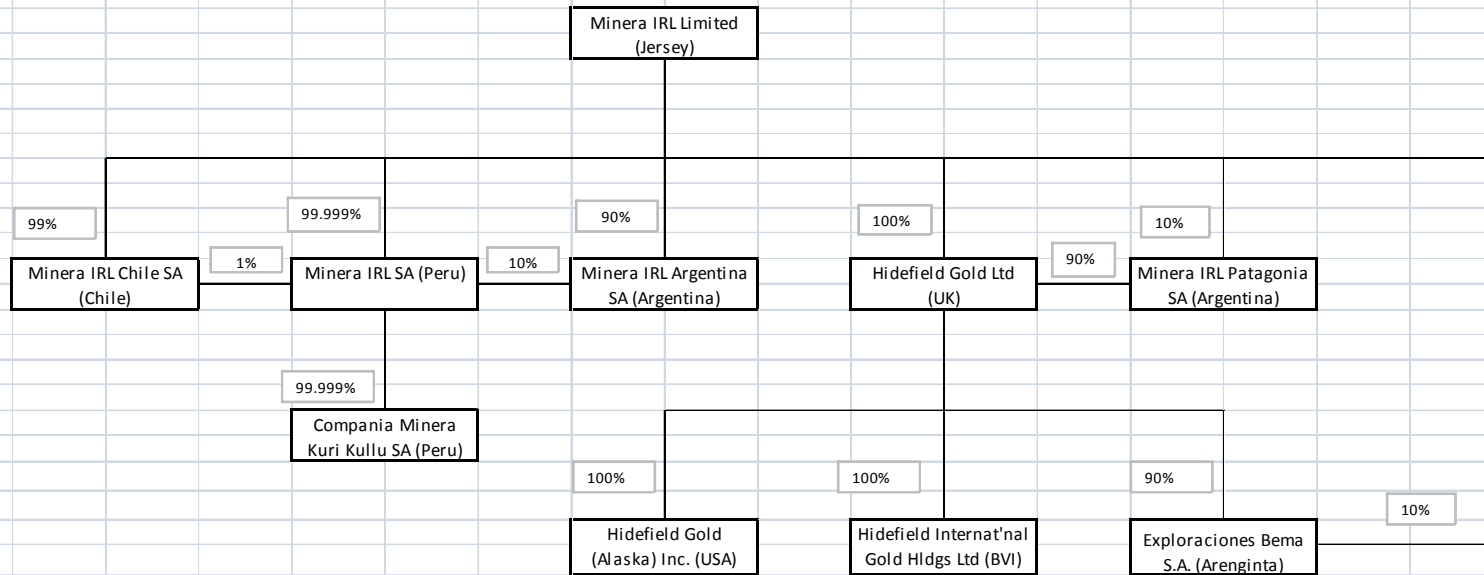 Minera IRL Limited
(Jersey)
99%
99.999%
90%
100%
10%
1%
10%
90%
Minera IRL Chile SA
(Chile)
Minera IRL SA (Peru)
Minera IRL Argentina
SA (Argentina)
Hidefield Gold Ltd
(UK)
Minera IRL Patagonia
SA (Argentina)
99.999%
Compania Minera
Kuri Kullu SA (Peru)
100%
100%
90%
10%
Hidefield Gold
(Alaska) Inc. (USA)
Hidefield Internat'nal
Gold Hldgs Ltd (BVI)
Exploraciones Bema
S.A. (Arenginta)